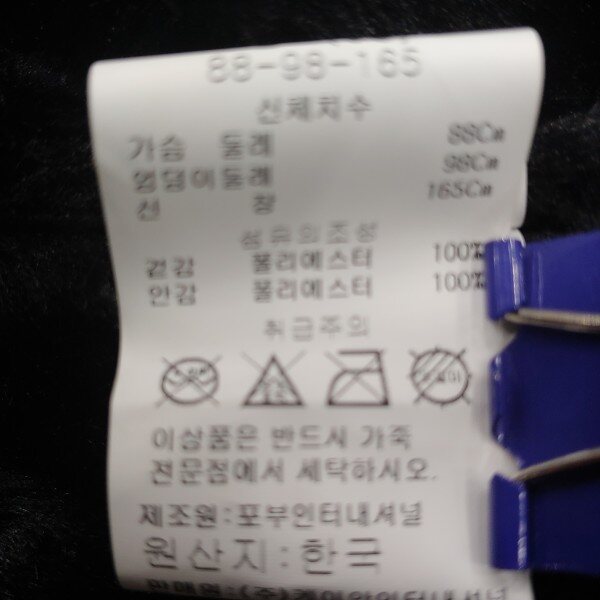 88-98-165
신체치수
가슴 둘레 88Cm
엉덩이둘레 98Cm
신 장 165Cm
섬유의조성
겉감 폴리에스터 100%
안감 폴리에스터 100%
취급주의
이상품은 반드시 가죽
전문점에서 세탁하시오.
제조원:포부인터내셔널
원산지:한국